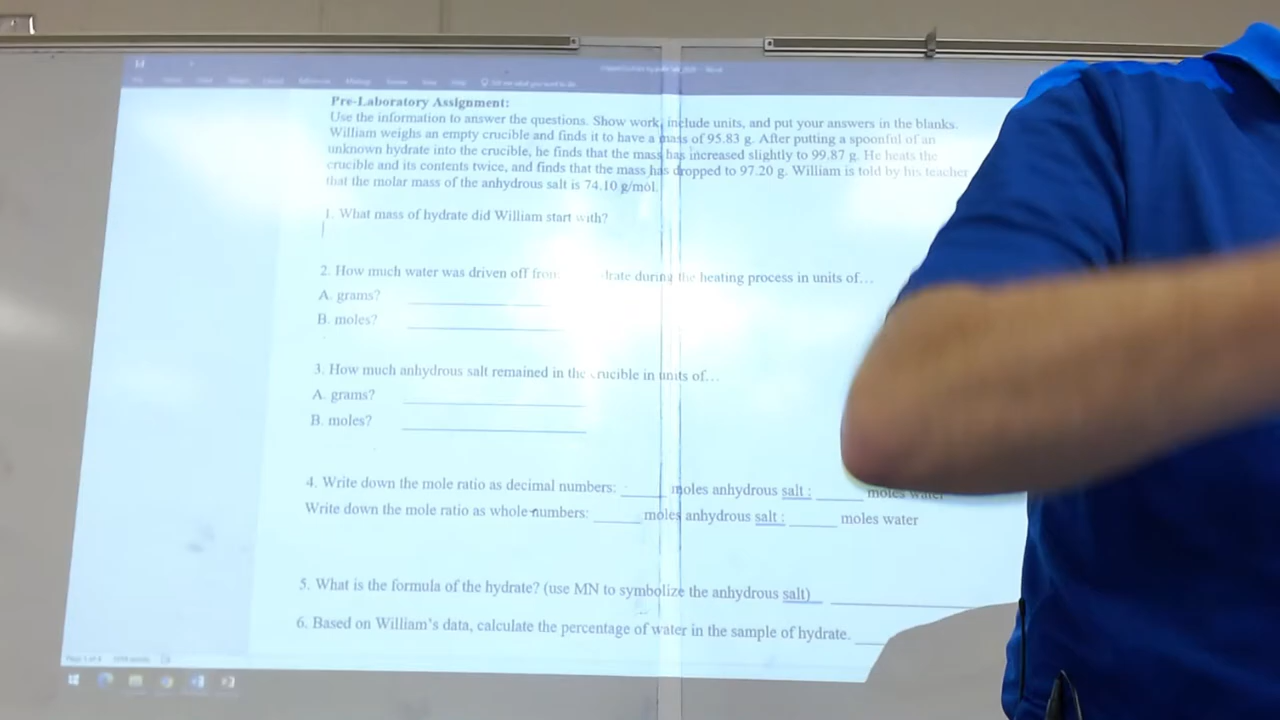 Pre-Laboratory Assignment:
Use the information to answer the questions. Show work, include units, and put your answers in the blanks.
William weighs an empty crucible and finds it to have a mass of 95.83 g. After putting a spoonful of an
unknown hydrate into the crucible, he finds that the mass has increased slightly to 99.87 g. He heats the
crucible and its contents twice, and finds that the mass has dropped to 97.20 g. William is told by his teacher
that the molar mass of the anhydrous salt is 74.10 g/mol.
1. What mass of hydrate did William start with?
2. How much water was driven off from drate during the heating process in units of…
A. grams?
B. moles?
3. How much anhydrous salt remained in the crucible in units of…
A. grams?
B. moles?
4. Write down the mole ratio as decimal numbers: _____ moles anhydrous salt : _____ moles water
Write down the mole ratio as whole numbers: _____ moles anhydrous salt : _____ moles water
5. What is the formula of the hydrate? (use MN to symbolize the anhydrous salt)
6. Based on William's data, calculate the percentage of water in the sample of hydrate.